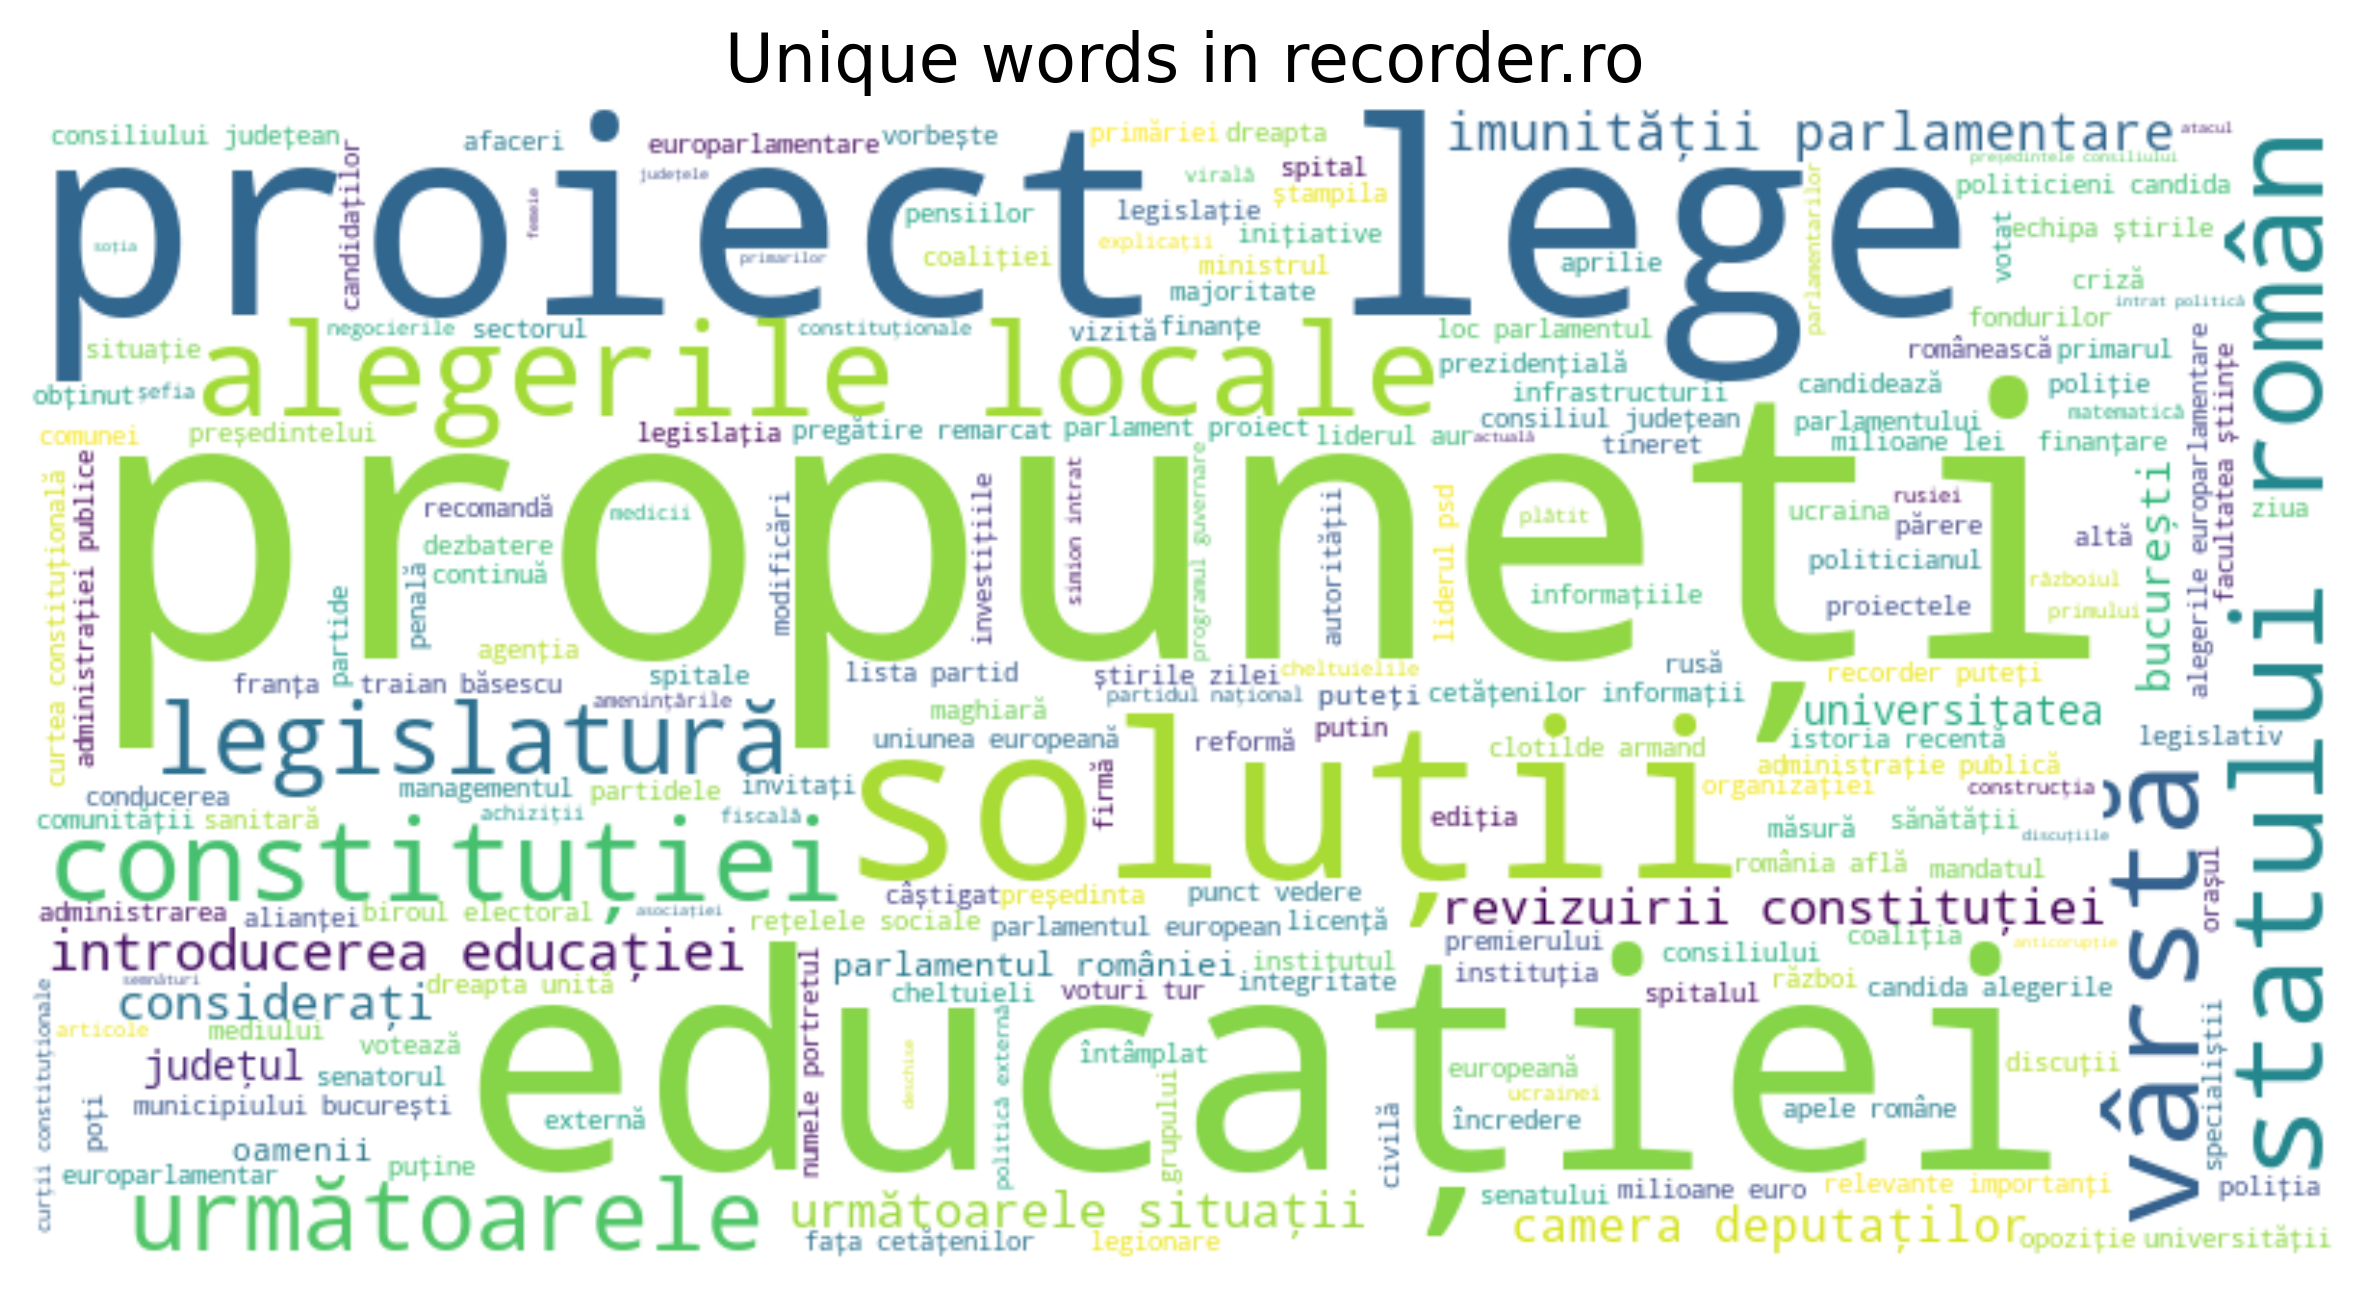 Unique words in recorder.ro
consiliului județean
candidaților
afaceri
europarlamentare
vorbește
primăriei
dreapta
imunității parlamentare
atacul
președintele consiliului
proiect lege
județele
virală
spital
ștampila
parlamentarilor
politicieni candida
femeie
pensiilor
legislație
inițiative
votat
echipa știrile
soția
primarilor
coaliției
explicații
ministrul
aprilie
criză
majoritate
intrat politică
statului român
situație
negocierile
sectorul
constituționale
vizită
finanțe
loc parlamentul
fondurilor
alegerile locale
prezidențială
românească
primarul
obținut
șefia
infrastructurii
candidează
poliție
consiliul județean
parlamentului
matematică
comunei
președintelui
legislația
pregătire remarcat
parlament proiect
liderul aur
actuală
tineret
milioane lei
finanțare
alegerile europarlamentare
facultatea științe
propuneți
curtea constituțională
administrației publice
recomandă
medicii
modificări
investițiile
simion intrat
programul guvernare
autorității
liderul psd
plătit
ucraina
rusiei
părere
altă
bucurești
ziua
dezbatere
continuă
penală
partide
politicianul
războiul
informațiile
proiectele
primului
agenția
franța
traian băsescu
spitale
lista partid
știrile zilei
cheltuielile
rusă
recorder puteți
amenințările
partidul național
puteți
cetățenilor informații
legislatură
maghiară
universitatea
uniunea europeană
reformă
putin
clotilde armand
istoria recentă
legislativ
soluții
firmă
administrație publică
conducerea
managementul
partidele
invitați
organizației
construcția
vârstă
comunității
sanitară
achiziții
fiscală
ediția
măsură
sănătății
discuțiile
constituției
românia află
mandatul
orașul
câștigat
președinta
punct vedere
administrarea
alianței
biroul electoral
asociației
rețelele sociale
parlamentul european
licență
revizuirii constituției
introducerea educației
premierului
consiliului
coaliția
anticorupție
semnături
parlamentul româniei
institutul
instituția
război
considerați
dreapta unită
cheltuieli
voturi tur
integritate
spitalul
candida alegerile
curții constituționale
articole
mediului
votează
numele portretul
educației
deschise
politică externă
întâmplat
grupului
europeană
discuții
specialiștii
județul
senatorul
ucrainei
poți
municipiului bucurești
externă
civilă
încredere
apele române
oamenii
europarlamentar
puține
senatului
milioane euro
relevante importanți
poliția
următoarele
următoarele situații
camera deputaților
fața cetățenilor
legionare
opoziție
universității